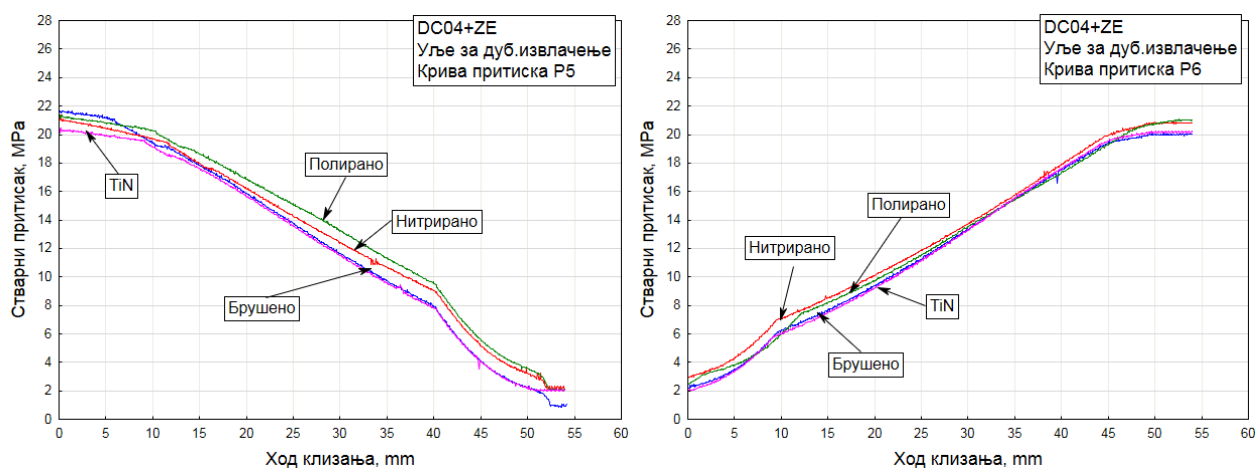 DC04+ZE
Уље за дуб.извлачење
Крива притиска P5
Стварни притисак, MPa
28
26
24
22
20
18
16
14
12
10
8
6
4
2
0
TiN
Полирано
Нитрирано
Брушено
0 5 10 15 20 25 30 35 40 45 50 55 60
Ход клизања, mm
DC04+ZE
Уље за дуб.извлачење
Крива притиска P6
Стварни притисак, MPa
28
26
24
22
20
18
16
14
12
10
8
6
4
2
0
Полирано
Нитрирано
TiN
Брушено
0 5 10 15 20 25 30 35 40 45 50 55 60
Ход клизања, mm